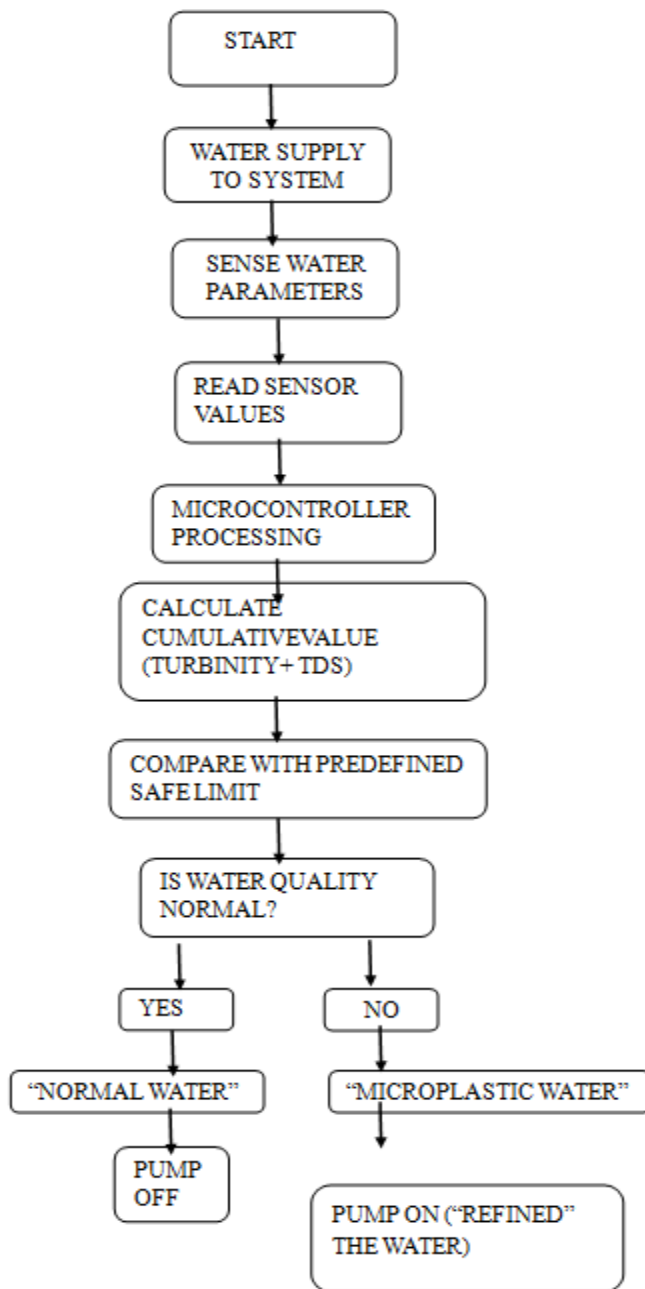 START
WATER SUPPLY
TO SYSTEM
SENSE WATER
PARAMETERS
READ SENSOR
VALUES
MICROCONTROLLER
PROCESSING
CALCULATE
CUMULATIVEVALUE
(TURBINITY+ TDS)
COMPARE WITH PREDEFINED
SAFE LIMIT
IS WATER QUALITY
NORMAL?
YES
NO
“NORMAL WATER”
“MICROPLASTIC WATER”
PUMP
OFF
PUMP ON (“REFINED”
THE WATER)